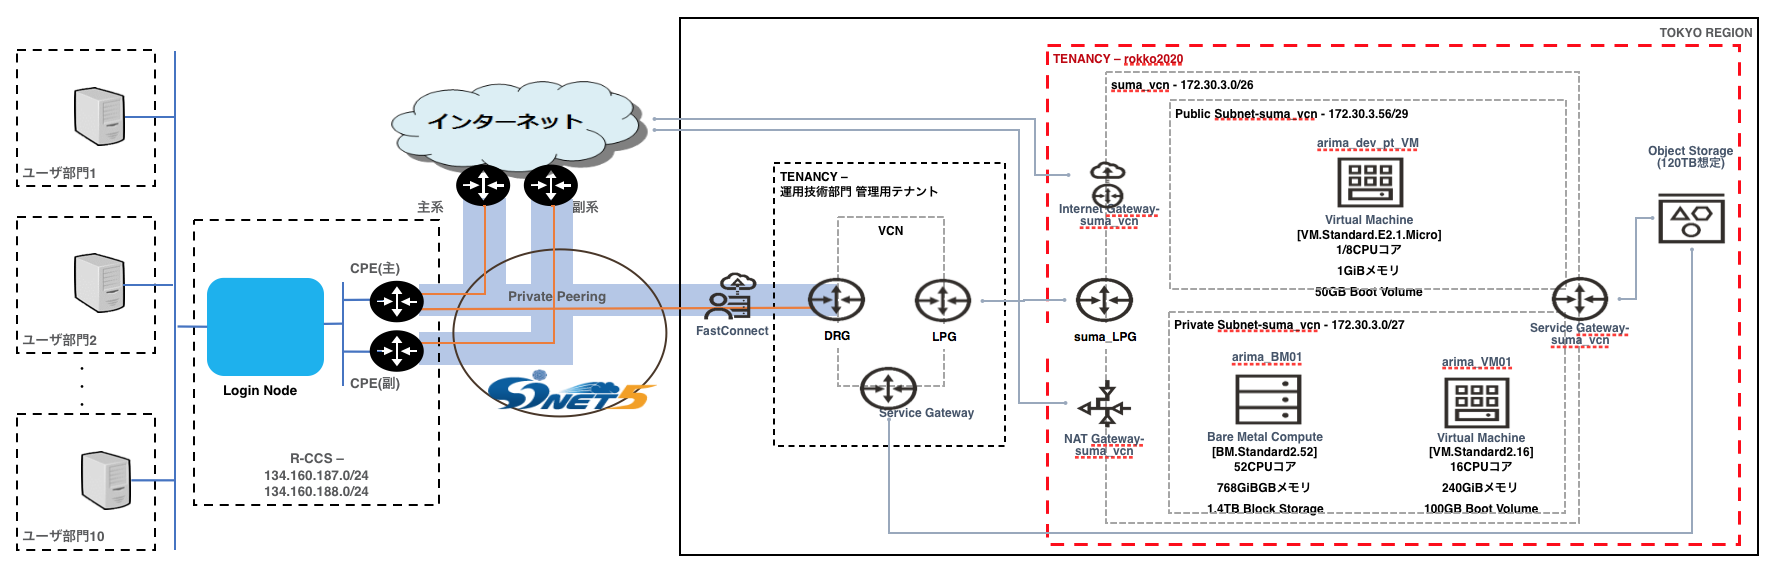 TOKYO REGION
TENANCY – rokko2020
suma_vcn - 172.30.3.0/26
Public Subnet-suma_vcn - 172.30.3.56/29
arima_dev_pt_VM
Virtual Machine
[VM.Standard.E2.1.Micro]
1/8CPUコア
1GiBメモリ
50GB Boot Volume
Object Storage
(120TB想定)
ユーザ部門1
ユーザ部門2
ユーザ部門10
インターネット
主系
副系
CPE(主)
CPE(副)
Login Node
R-CCS –
134.160.187.0/24
134.160.188.0/24
Private Peering
SINET5
FastConnect
TENANCY –
運用技術部門 管理用テナント
VCN
DRG
LPG
Service Gateway
Internet Gateway-
suma_vcn
suma_LPG
NAT Gateway-
suma_vcn
Service Gateway-
suma_vcn
Private Subnet-suma_vcn - 172.30.3.0/27
arima_BM01
Bare Metal Compute
[BM.Standard2.52]
52CPUコア
768GiBGBメモリ
1.4TB Block Storage
arima_VM01
Virtual Machine
[VM.Standard2.16]
16CPUコア
240GiBメモリ
100GB Boot Volume